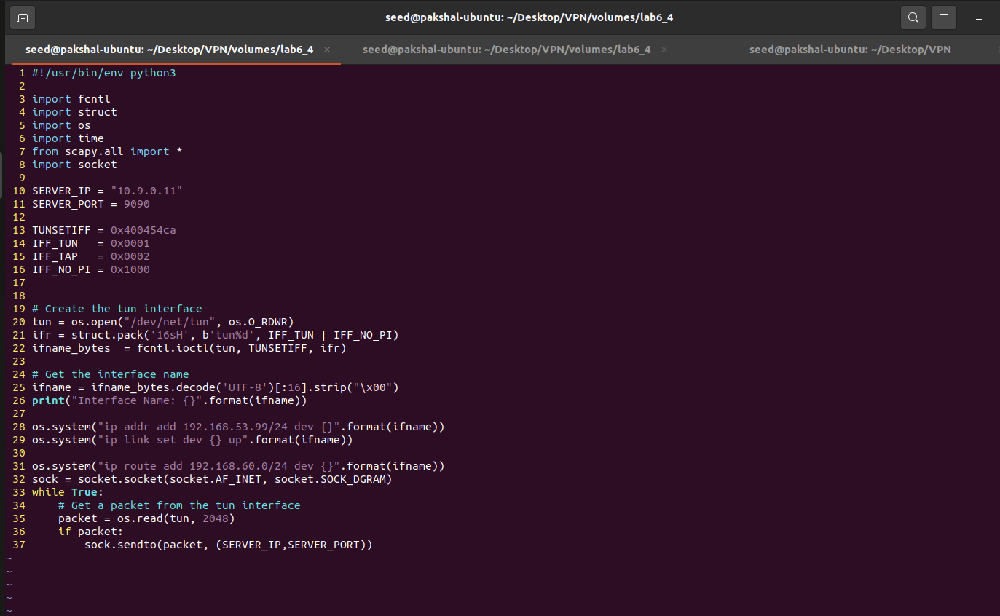 seed@pakshal-ubuntu: ~/Desktop/VPN/volumes/lab6_4
seed@pakshal-ubuntu: ~/Desktop/VPN/volumes/lab6_4 × seed@pakshal-ubuntu: ~/Desktop/VPN/volumes/lab6_4 × seed@pakshal-ubuntu: ~/Desktop/VPN
1 #!/usr/bin/env python3
2
3 import fcntl
4 import struct
5 import os
6 import time
7 from scapy.all import *
8 import socket
9
10 SERVER_IP = "10.9.0.11"
11 SERVER_PORT = 9090
12
13 TUNSETIFF = 0x400454ca
14 IFF_TUN   = 0x0001
15 IFF_TAP   = 0x0002
16 IFF_NO_PI = 0x1000
17
18
19 # Create the tun interface
20 tun = os.open("/dev/net/tun", os.O_RDWR)
21 ifr = struct.pack('16sH', b'tun%d', IFF_TUN | IFF_NO_PI)
22 ifname_bytes  = fcntl.ioctl(tun, TUNSETIFF, ifr)
23
24 # Get the interface name
25 ifname = ifname_bytes.decode('UTF-8')[:16].strip("\x00")
26 print("Interface Name: {}".format(ifname))
27
28 os.system("ip addr add 192.168.53.99/24 dev {}".format(ifname))
29 os.system("ip link set dev {} up".format(ifname))
30
31 os.system("ip route add 192.168.60.0/24 dev {}".format(ifname))
32 sock = socket.socket(socket.AF_INET, socket.SOCK_DGRAM)
33 while True:
34     # Get a packet from the tun interface
35     packet = os.read(tun, 2048)
36     if packet:
37         sock.sendto(packet, (SERVER_IP,SERVER_PORT))
~
~
~
~
~